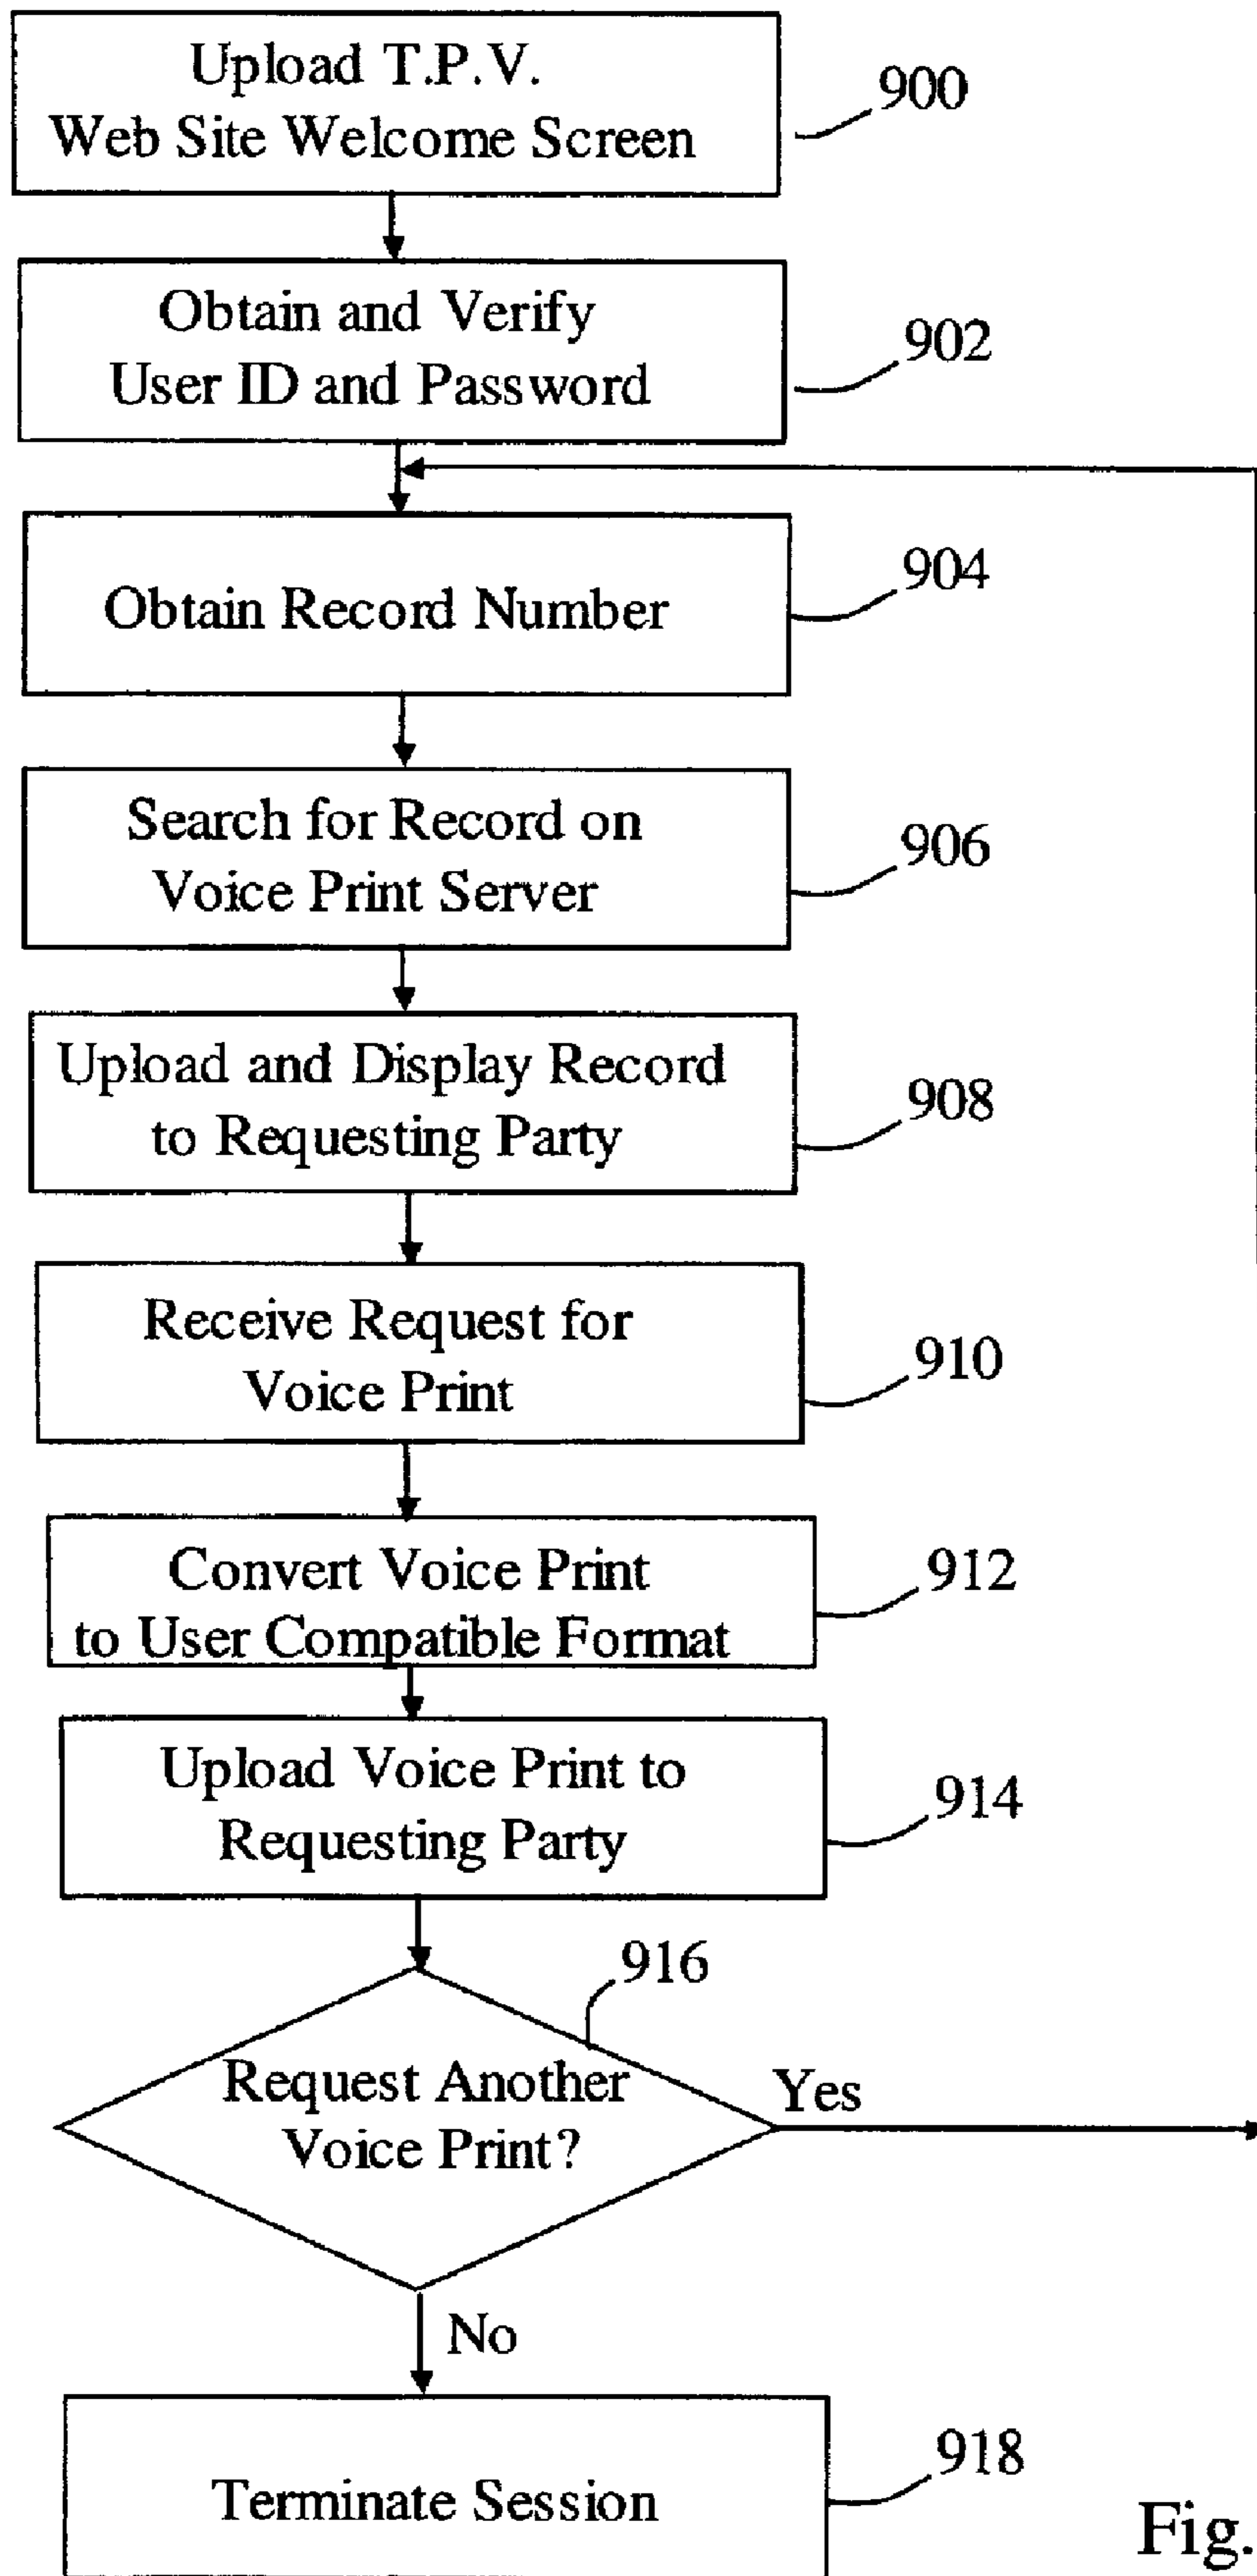 Upload T.P.V.
Web Site Welcome Screen
900
Obtain and Verify
User ID and Password
902
Obtain Record Number
904
Search for Record on
Voice Print Server
906
Upload and Display Record
to Requesting Party
908
Receive Request for
Voice Print
910
Convert Voice Print
to User Compatible Format
912
Upload Voice Print to
Requesting Party
914
916
Request Another
Voice Print?
Yes
No
Terminate Session
918
Fig.